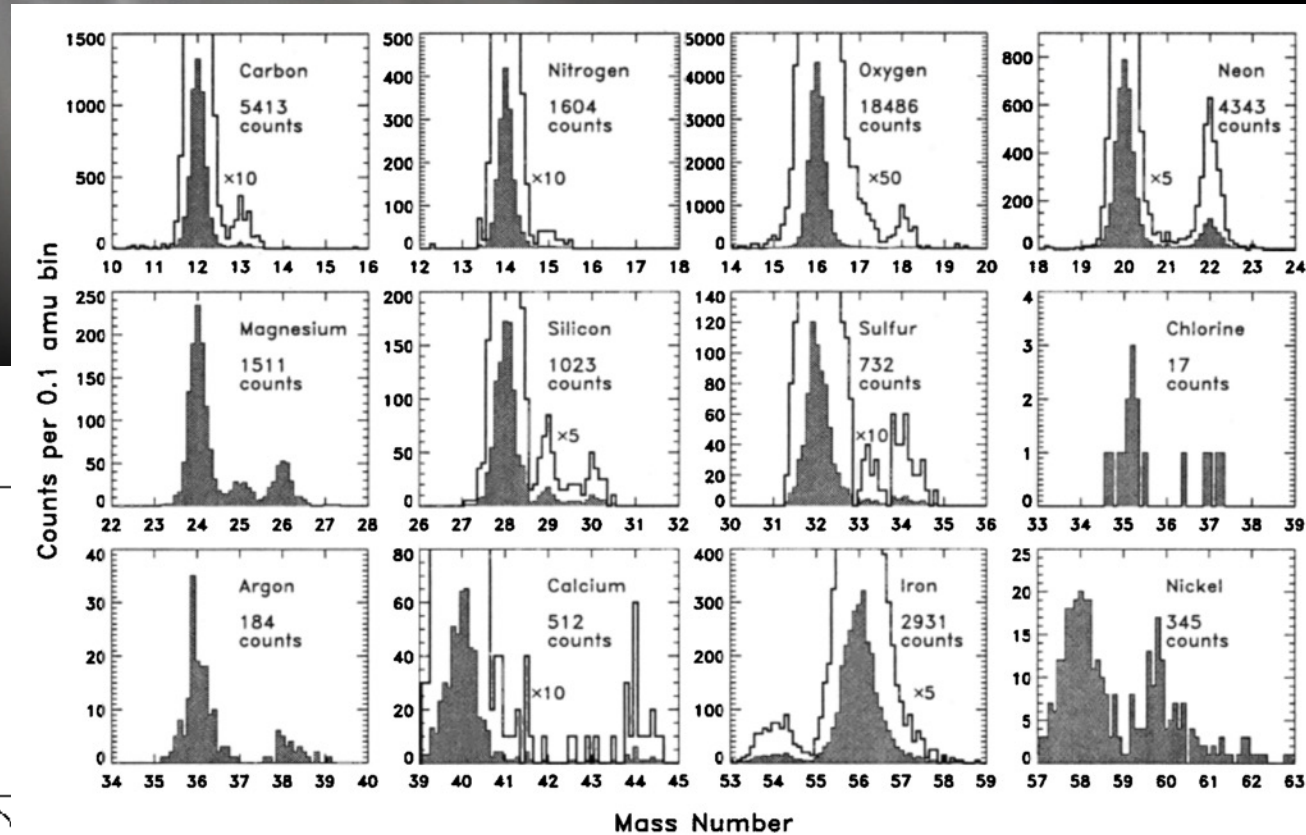 Counts per 0.1 amu bin
1500
1000
500
0
10 11 12 13 14 15 16
Carbon
5413
counts
×10
500
400
300
200
100
0
12 13 14 15 16 17 18
Nitrogen
1604
counts
×10
5000
4000
3000
2000
1000
0
14 15 16 17 18 19 20
Oxygen
18486
counts
×50
800
600
400
200
0
18 19 20 21 22 23 24
Neon
4343
counts
×5
250
200
150
100
50
0
22 23 24 25 26 27 28
Magnesium
1511
counts
200
150
100
50
0
26 27 28 29 30 31 32
Silicon
1023
counts
×5
140
120
100
80
60
40
20
0
30 31 32 33 34 35 36
Sulfur
732
counts
×10
4
3
2
1
0
33 34 35 36 37 38 39
Chlorine
17
counts
40
30
20
10
0
34 35 36 37 38 39 40
Argon
184
counts
80
60
40
20
0
39 40 41 42 43 44 45
Calcium
512
counts
×10
400
300
200
100
0
53 54 55 56 57 58 59
Iron
2931
counts
×5
25
20
15
10
5
0
57 58 59 60 61 62 63
Nickel
345
counts
Mass Number